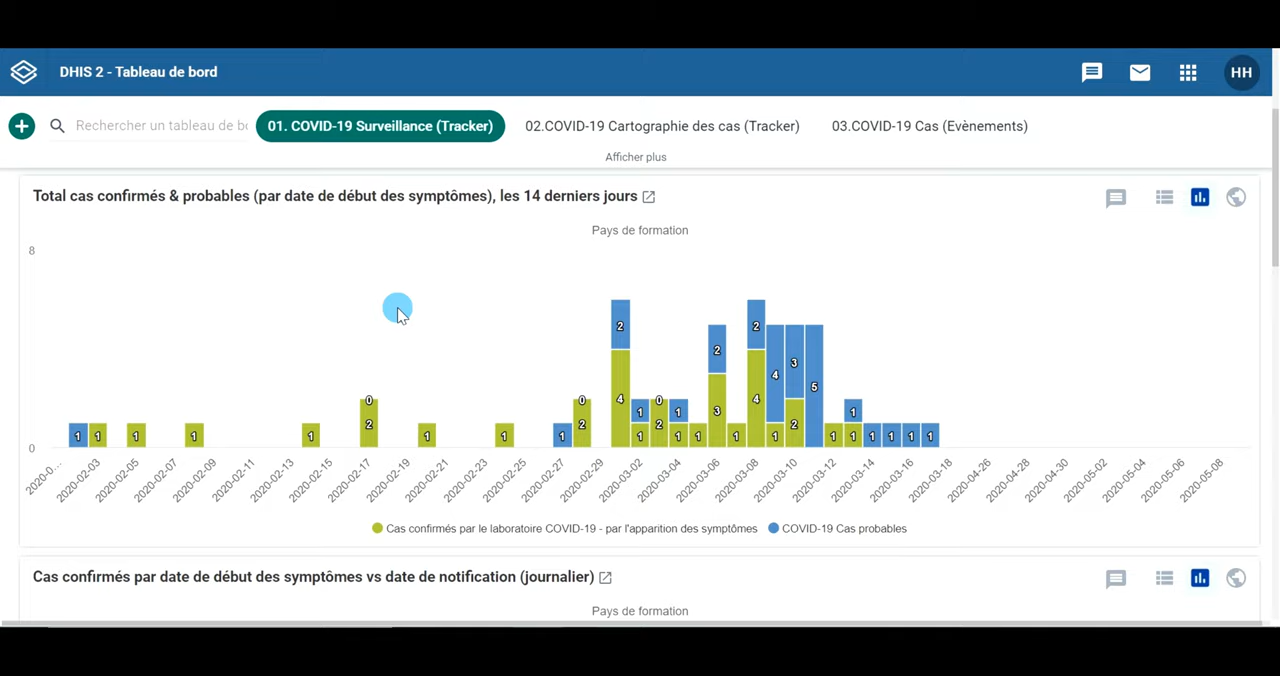 DHIS 2 - Tableau de bord
HH
Rechercher un tableau de bo
01. COVID-19 Surveillance (Tracker)
02.COVID-19 Cartographie des cas (Tracker)
03.COVID-19 Cas (Evènements)
Afficher plus
Total cas confirmés & probables (par date de début des symptômes), les 14 derniers jours
Pays de formation
8
0
1 1 1 1 1 0 2 1 1 1 0 2 2 4 1 1 0 2 1 1 1 2 3 1 2 4 4 1 3 2 5 1 1 1 1 1 1 1
2020-0...
2020-02-03
2020-02-05
2020-02-07
2020-02-09
2020-02-11
2020-02-13
2020-02-15
2020-02-17
2020-02-19
2020-02-21
2020-02-23
2020-02-25
2020-02-27
2020-02-29
2020-03-02
2020-03-04
2020-03-06
2020-03-08
2020-03-10
2020-03-12
2020-03-14
2020-03-16
2020-03-18
2020-04-26
2020-04-28
2020-04-30
2020-05-02
2020-05-04
2020-05-06
2020-05-08
Cas confirmés par le laboratoire COVID-19 - par l'apparition des symptômes
COVID-19 Cas probables
Cas confirmés par date de début des symptômes vs date de notification (journalier)
Pays de formation